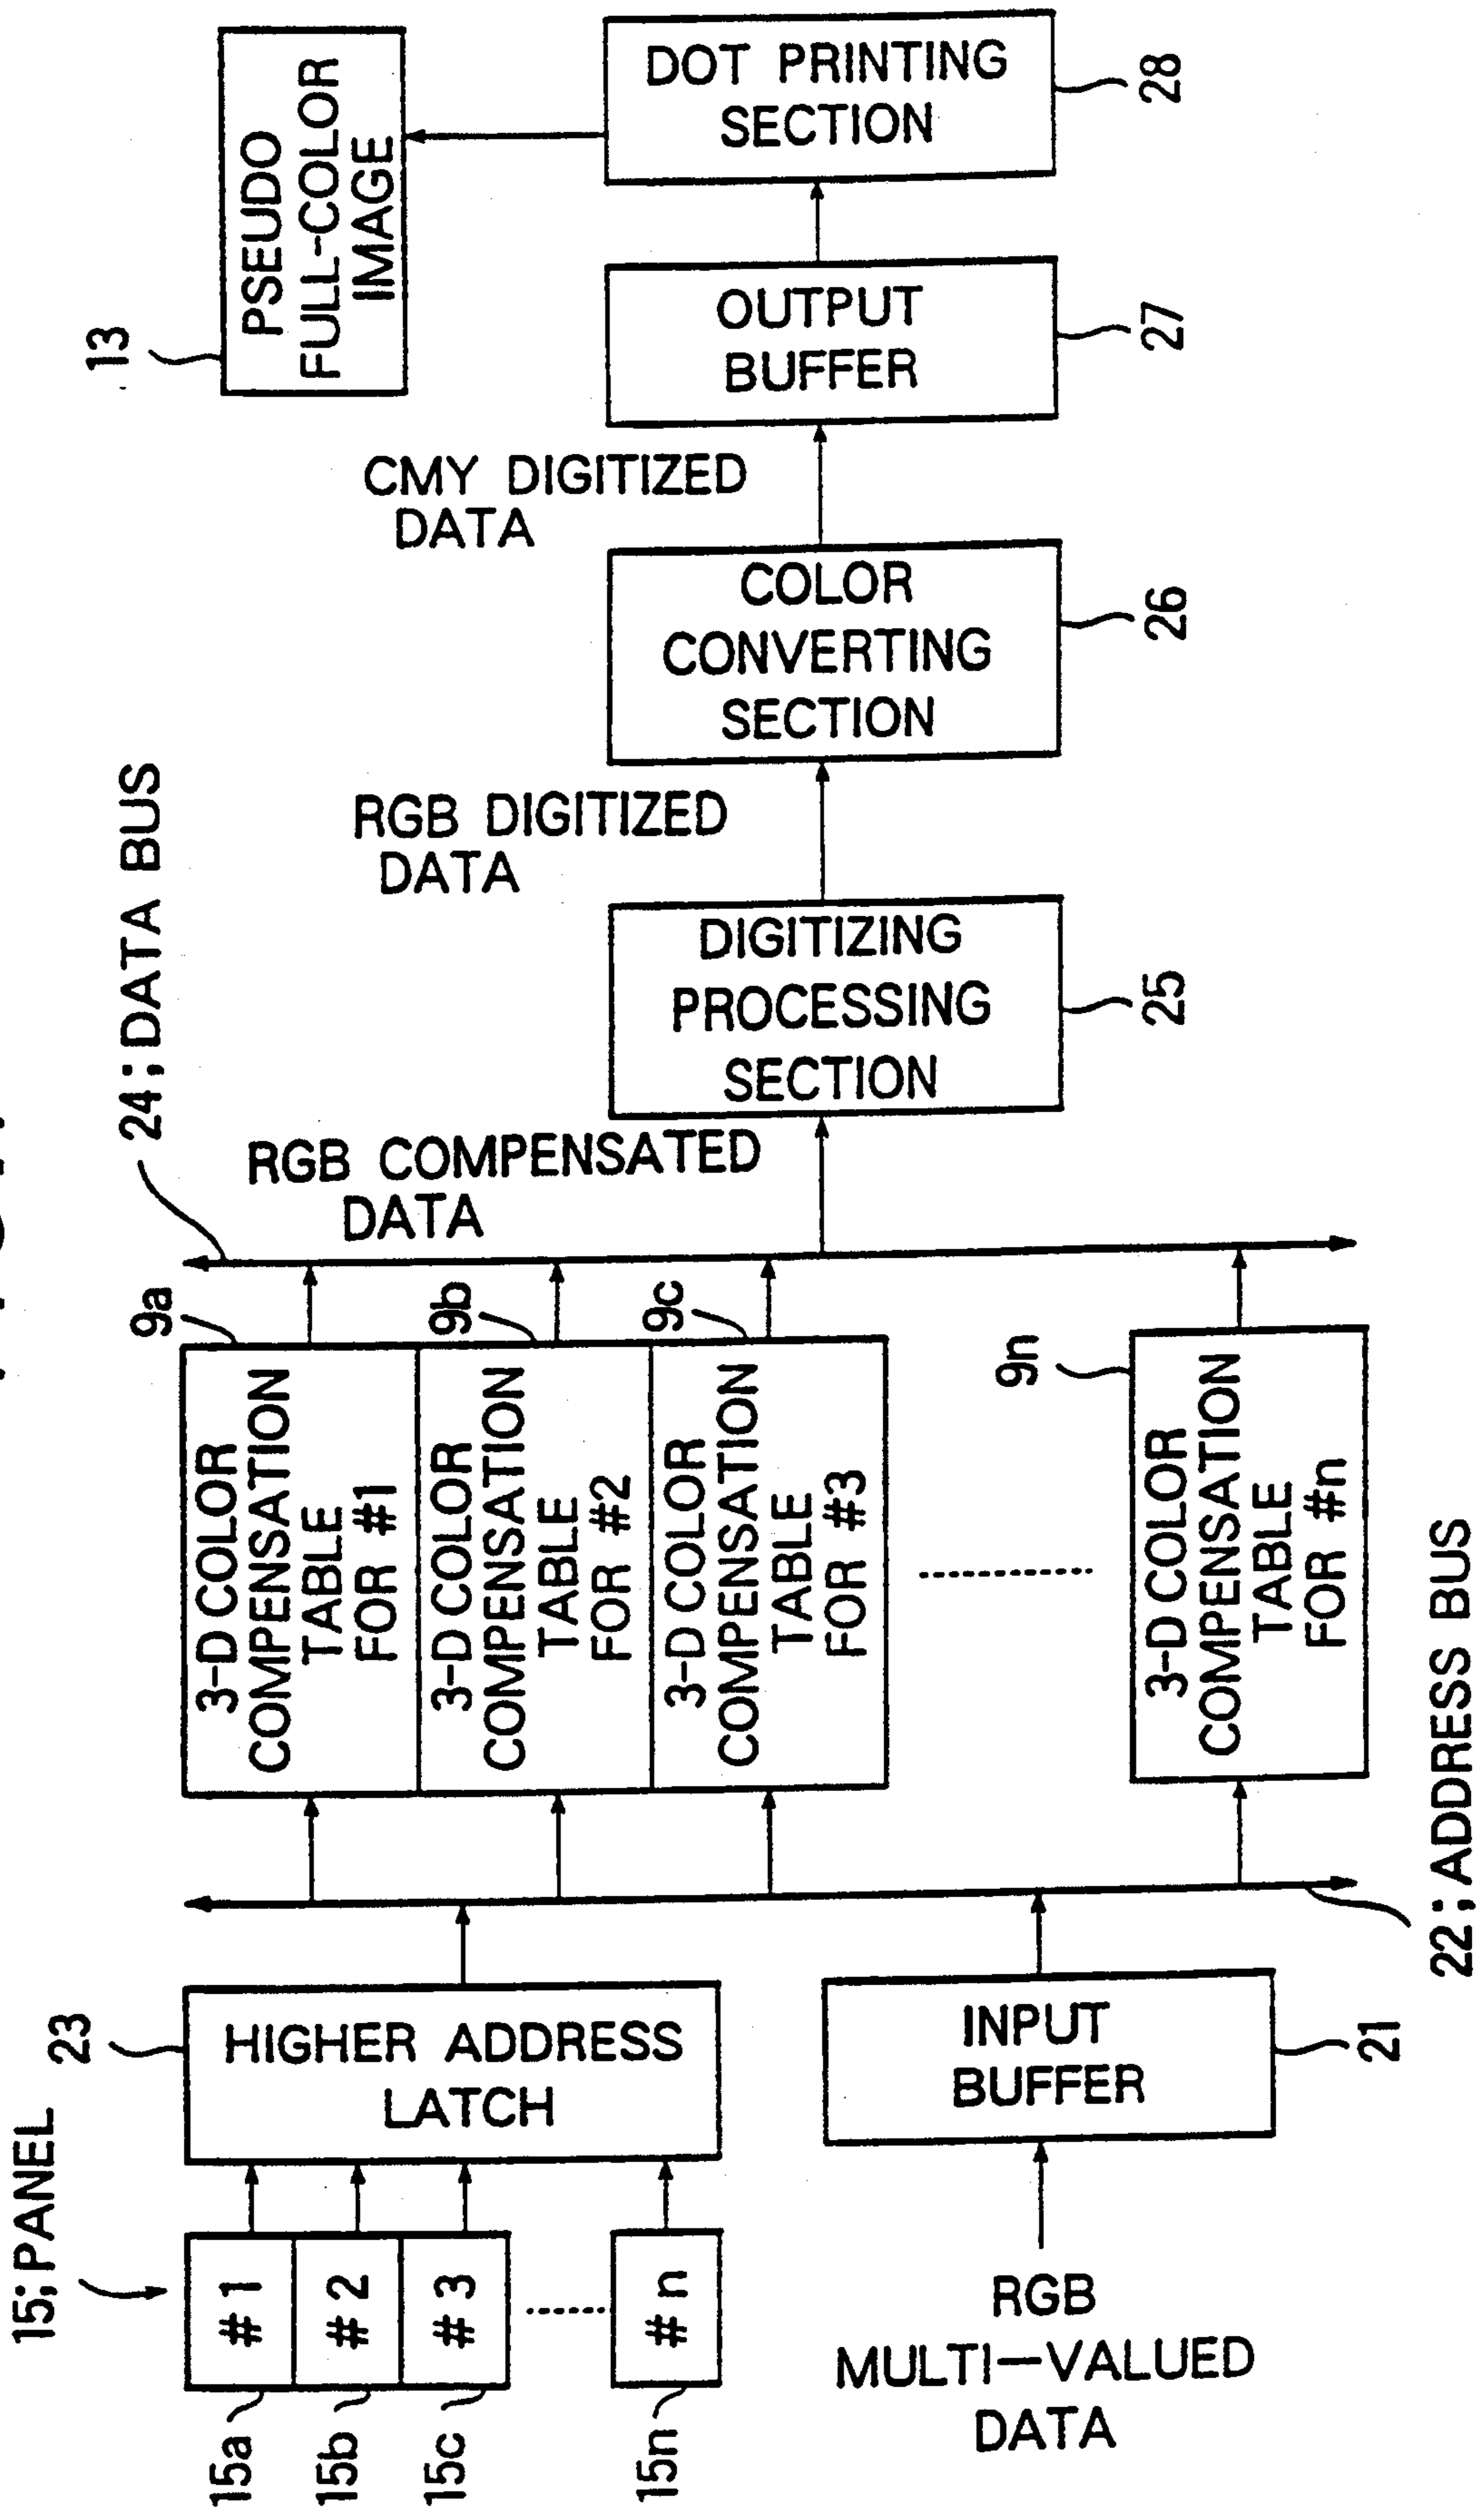 15;PANEL
15a
15b
15c
15n
# 1
# 2
# 3
# n
23
HIGHER ADDRESS
LATCH
RGB
MULTI-VALUED
DATA
INPUT
BUFFER
21
22;ADDRESS BUS
9a
3-D COLOR
COMPENSATION
TABLE
FOR #1
9b
3-D COLOR
COMPENSATION
TABLE
FOR #2
9c
3-D COLOR
COMPENSATION
TABLE
FOR #3
9n
3-D COLOR
COMPENSATION
TABLE
FOR #n
24;DATA BUS
RGB COMPENSATED
DATA
DIGITIZING
PROCESSING
SECTION
25
RGB DIGITIZED
DATA
COLOR
CONVERTING
SECTION
26
CMY DIGITIZED
DATA
OUTPUT
BUFFER
27
DOT PRINTING
SECTION
28
13
PSEUDO
FULL-COLOR
IMAGE